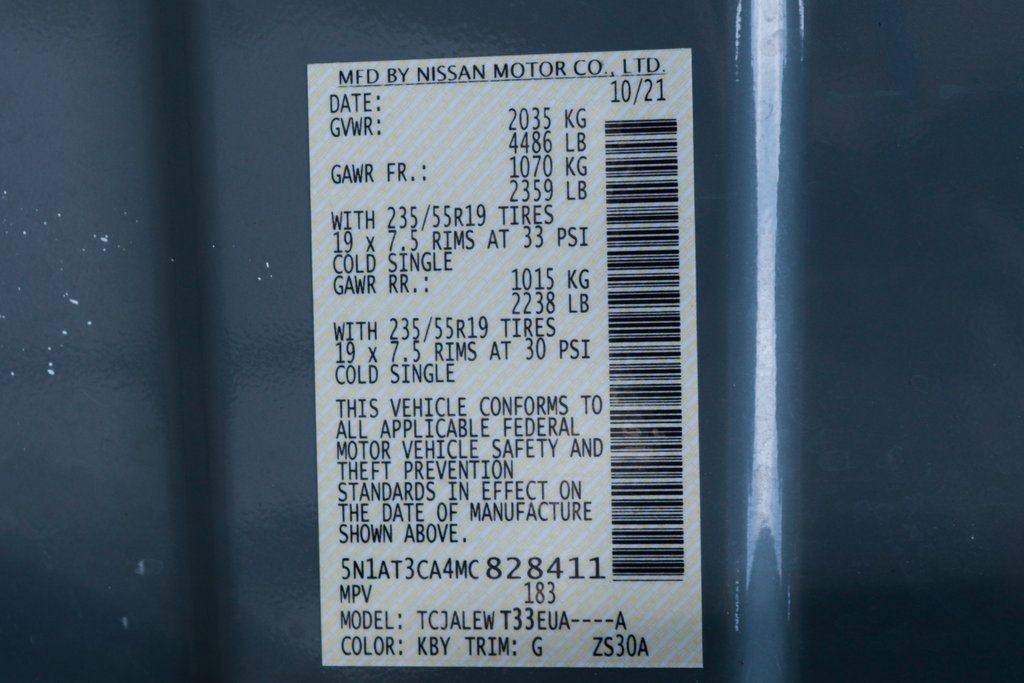 MFD BY NISSAN MOTOR CO., LTD.
DATE: 10/21
GVWR: 2035 KG
4486 LB
GAWR FR.: 1070 KG
2359 LB
WITH 235/55R19 TIRES
19 x 7.5 RIMS AT 33 PSI
COLD SINGLE
GAWR RR.: 1015 KG
2238 LB
WITH 235/55R19 TIRES
19 x 7.5 RIMS AT 30 PSI
COLD SINGLE
THIS VEHICLE CONFORMS TO
ALL APPLICABLE FEDERAL
MOTOR VEHICLE SAFETY AND
THEFT PREVENTION
STANDARDS IN EFFECT ON
THE DATE OF MANUFACTURE
SHOWN ABOVE.
5N1AT3CA4MC 828411
MPV 183
MODEL: TCJALEW T33EUA----A
COLOR: KBY TRIM: G ZS30A